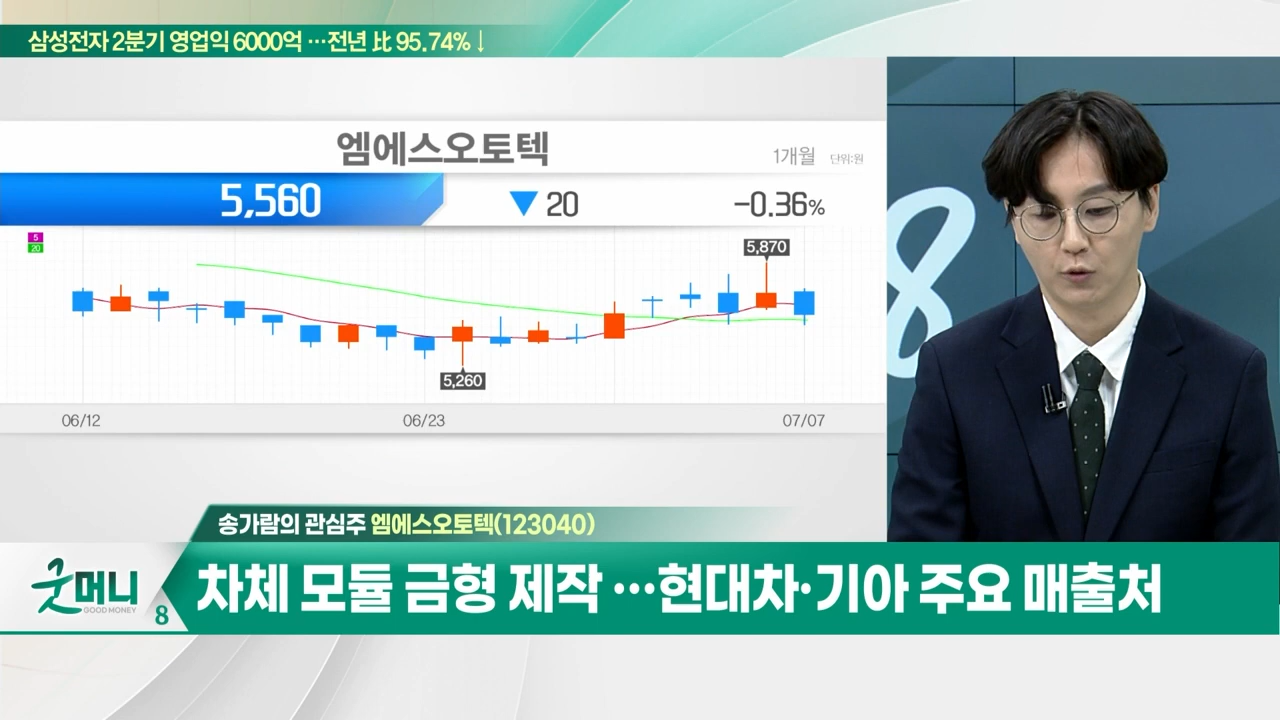 삼성전자 2분기 영업익 6000억 …전년 比 95.74%↓
엠에스오토텍
1개월 단위:원
5,560 ▼ 20 -0.36%
5
20
5,870
5,260
06/12 06/23 07/07
8
송가람의 관심주 엠에스오토텍(123040)
굿머니 GOOD MONEY 8
차체 모듈 금형 제작 …현대차·기아 주요 매출처